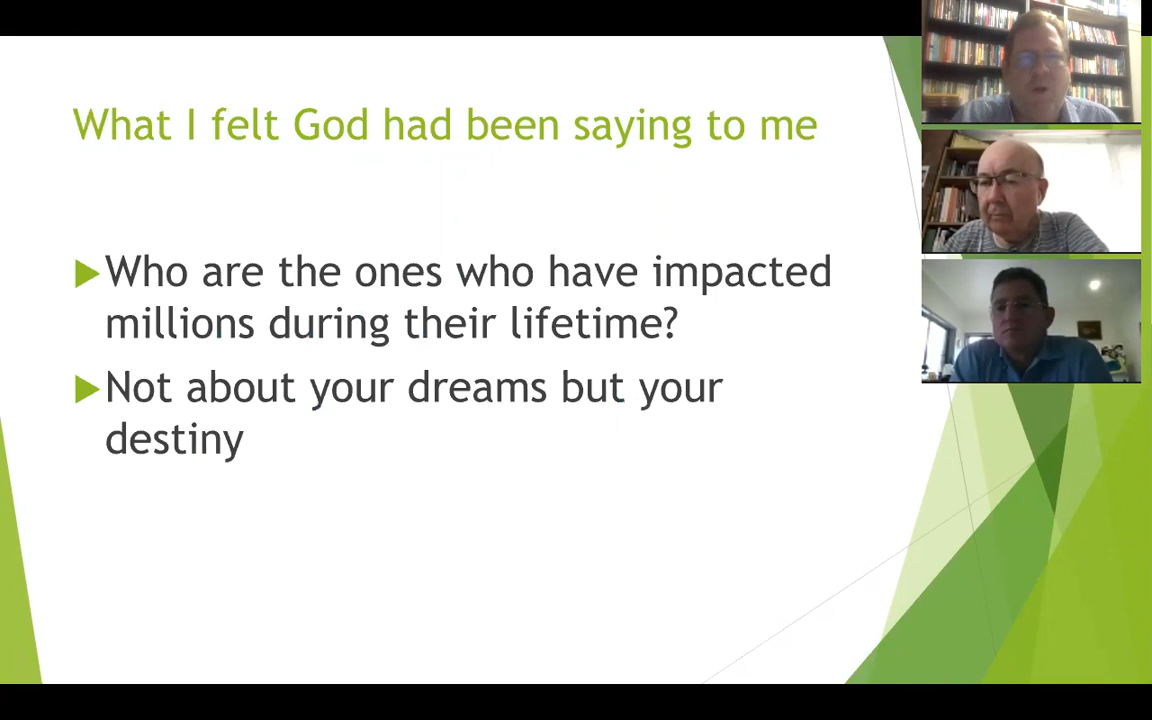 What I felt God had been saying to me
Who are the ones who have impacted
millions during their lifetime?
Not about your dreams but your
destiny